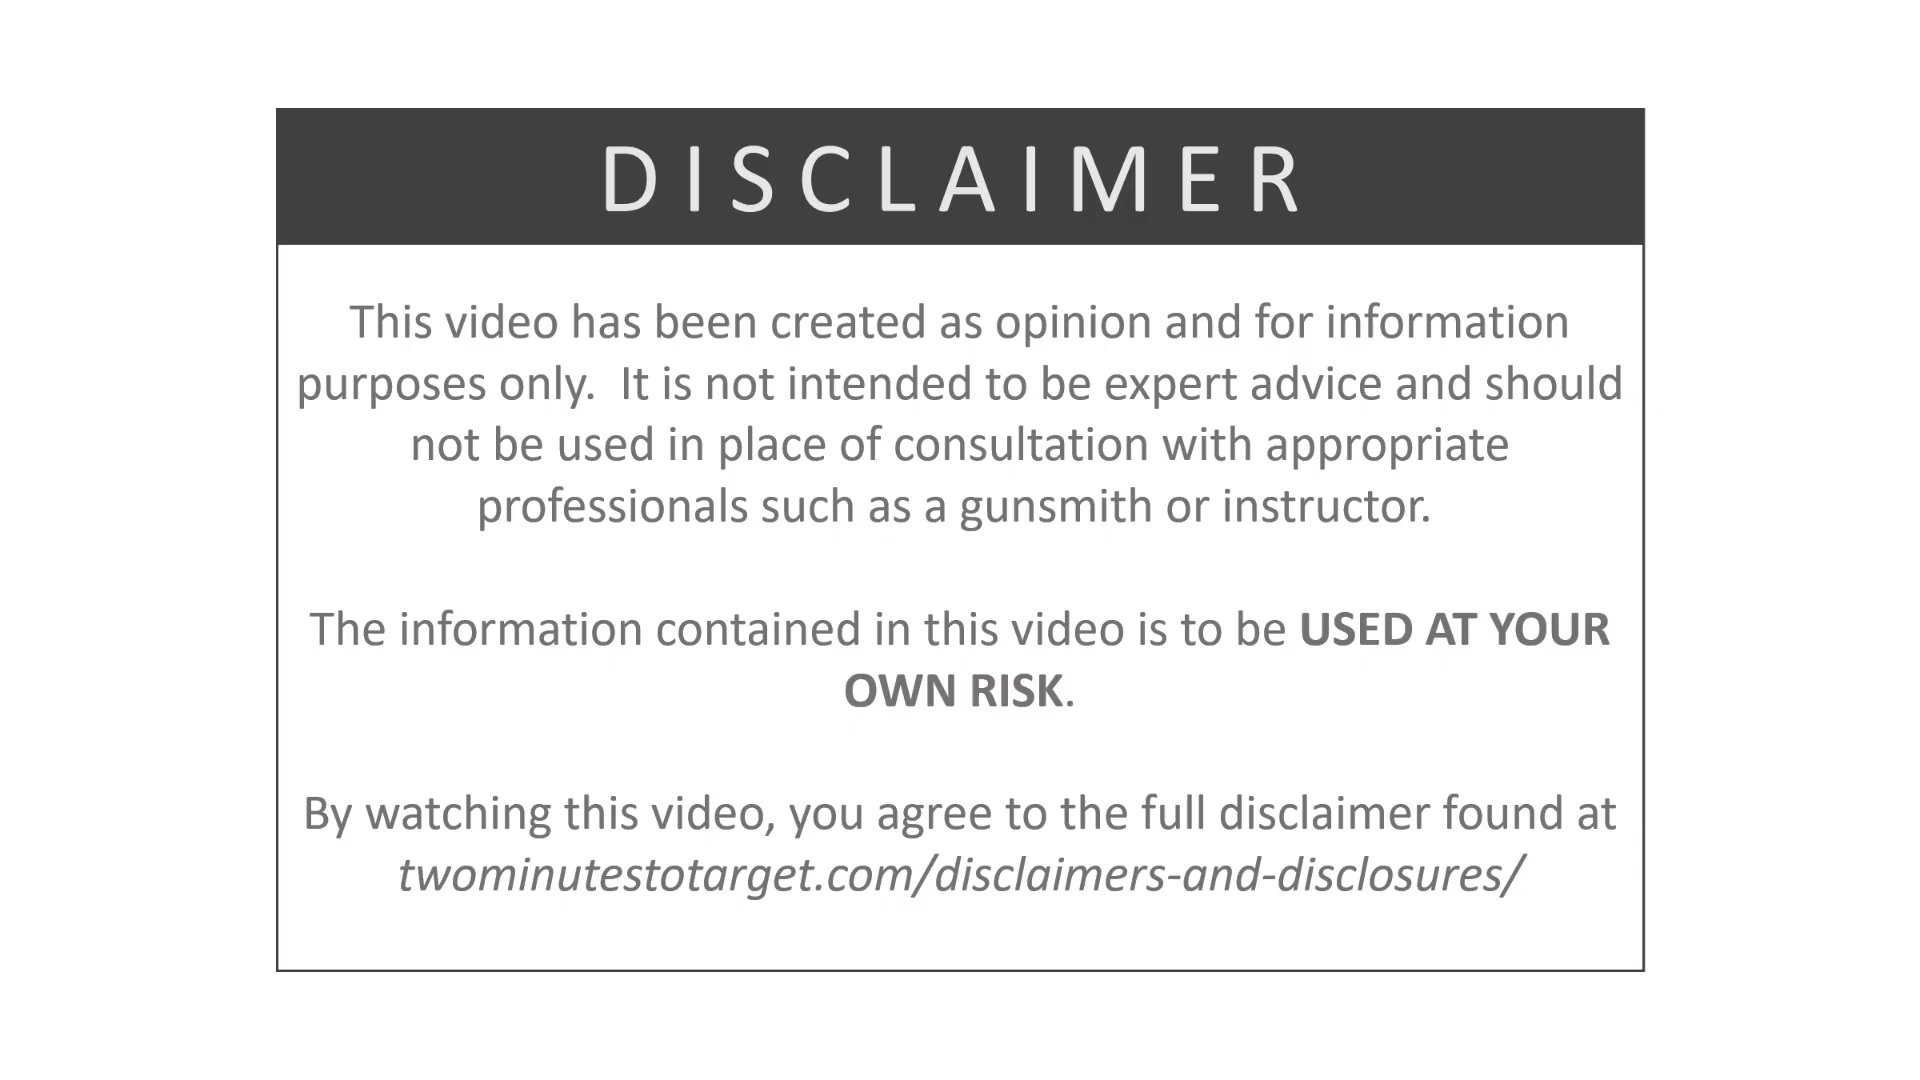 DISCLAIMER
This video has been created as opinion and for information
purposes only.  It is not intended to be expert advice and should
not be used in place of consultation with appropriate
professionals such as a gunsmith or instructor.
The information contained in this video is to be USED AT YOUR
OWN RISK.
By watching this video, you agree to the full disclaimer found at
twominutestotarget.com/disclaimers-and-disclosures/